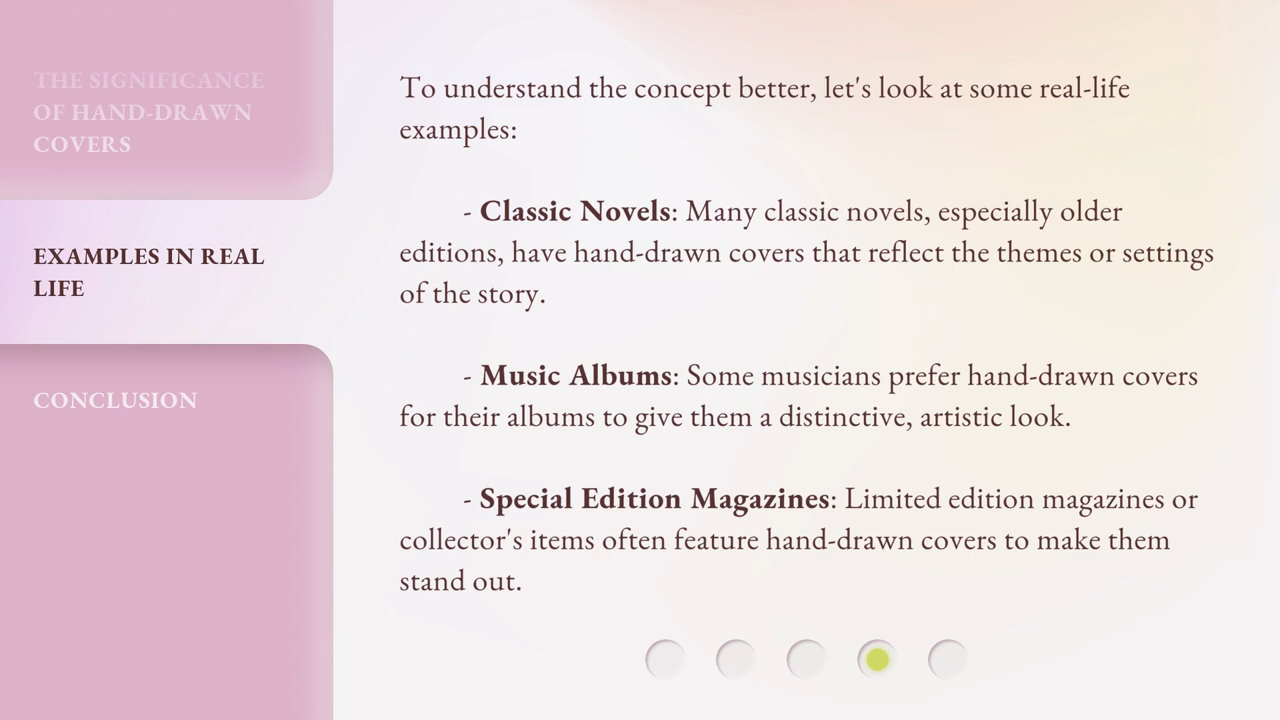 THE SIGNIFICANCE
OF HAND-DRAWN
COVERS
EXAMPLES IN REAL
LIFE
CONCLUSION
To understand the concept better, let's look at some real-life
examples:
- Classic Novels: Many classic novels, especially older
editions, have hand-drawn covers that reflect the themes or settings
of the story.
- Music Albums: Some musicians prefer hand-drawn covers
for their albums to give them a distinctive, artistic look.
- Special Edition Magazines: Limited edition magazines or
collector's items often feature hand-drawn covers to make them
stand out.